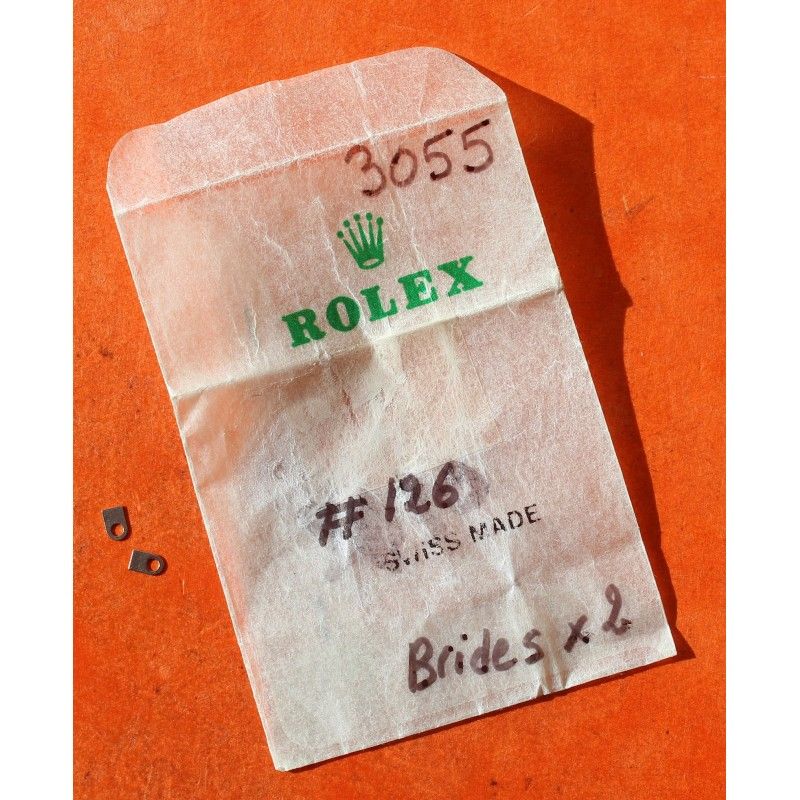 3055
ROLEX
# 126
SWISS MADE
Brides x 2